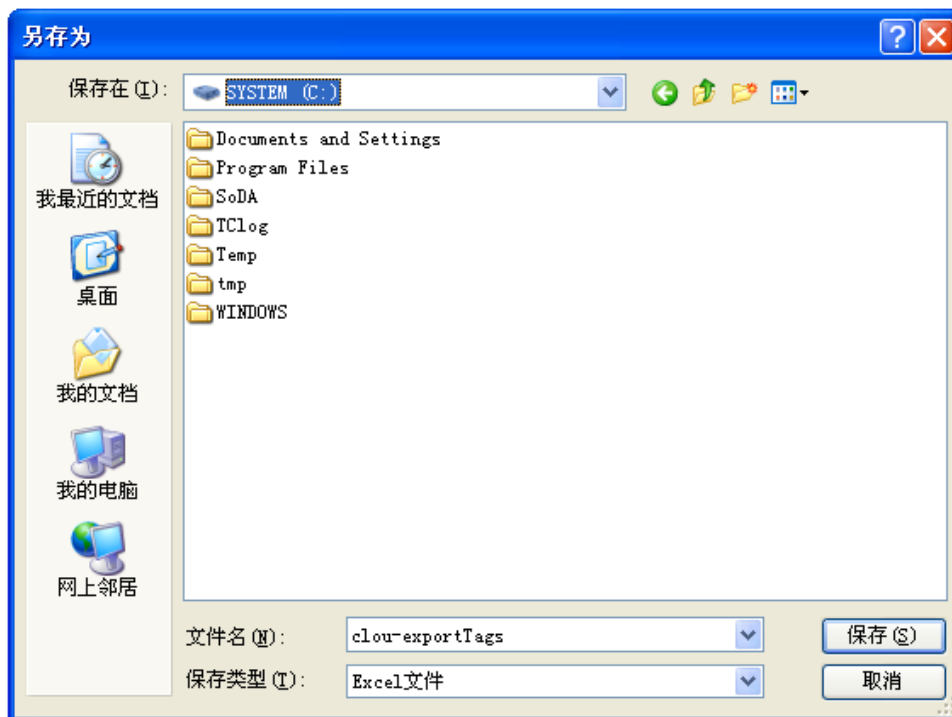 另存为
保存在(I):
SYSTEM (C:)
Documents and Settings
Program Files
SoDA
TClog
Temp
tmp
WINDOWS
我最近的文档
桌面
我的文档
我的电脑
网上邻居
文件名(N):
clou-exportTags
保存(S)
保存类型(T):
Excel文件
取消